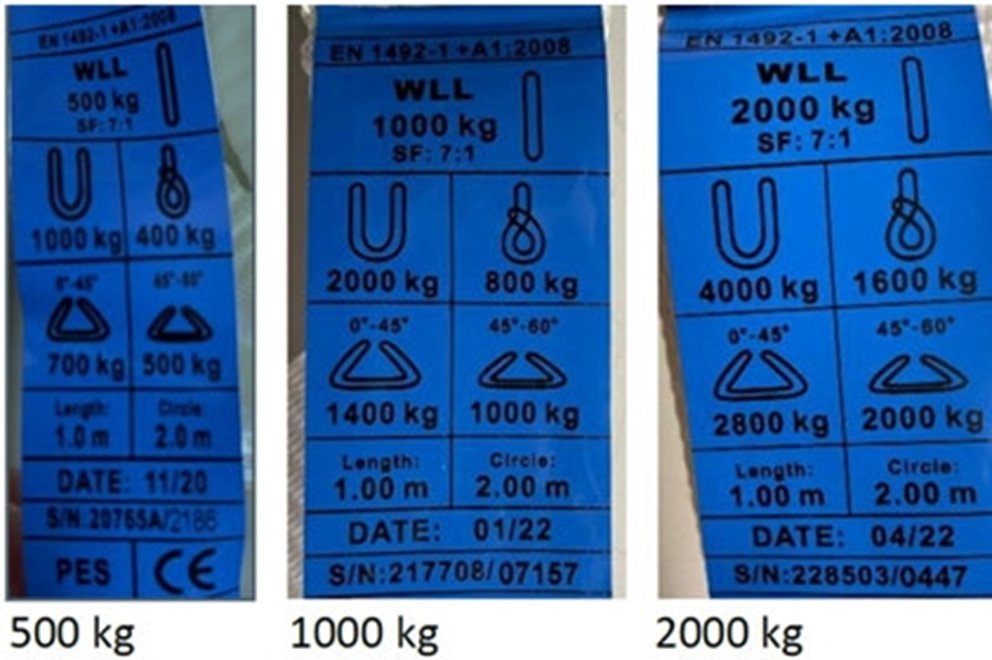 EN 1492-1 +A1:2008
WLL
500 kg
SF: 7:1
1000 kg 400 kg
0°-45° 45°-60°
700 kg 500 kg
Length: Circle:
1.0 m 2.0 m
DATE: 11/20
S/N:20765A/2186
PES CE
500 kg
EN 1492-1 +A1:2008
WLL
1000 kg
SF: 7:1
2000 kg 800 kg
0°-45° 45°-60°
1400 kg 1000 kg
Length: Circle:
1.00 m 2.00 m
DATE: 01/22
S/N:217708/07157
1000 kg
EN 1492-1 +A1:2008
WLL
2000 kg
SF: 7:1
4000 kg 1600 kg
0°-45° 45°-60°
2800 kg 2000 kg
Length: Circle:
1.00 m 2.00 m
DATE: 04/22
S/N:228503/0447
2000 kg